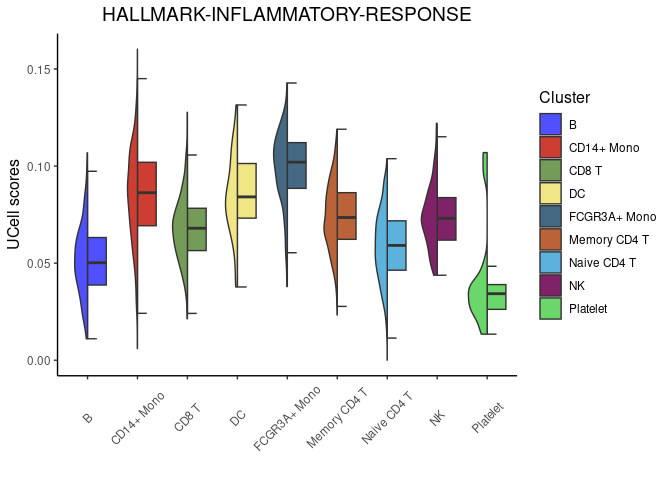 HALLMARK-INFLAMMATORY-RESPONSE
UCell scores
0.15
0.10
0.05
0.00
B
CD14+ Mono
CD8 T
DC
FCGR3A+ Mono
Memory CD4 T
Naive CD4 T
NK
Platelet
Cluster
B
CD14+ Mono
CD8 T
DC
FCGR3A+ Mono
Memory CD4 T
Naive CD4 T
NK
Platelet